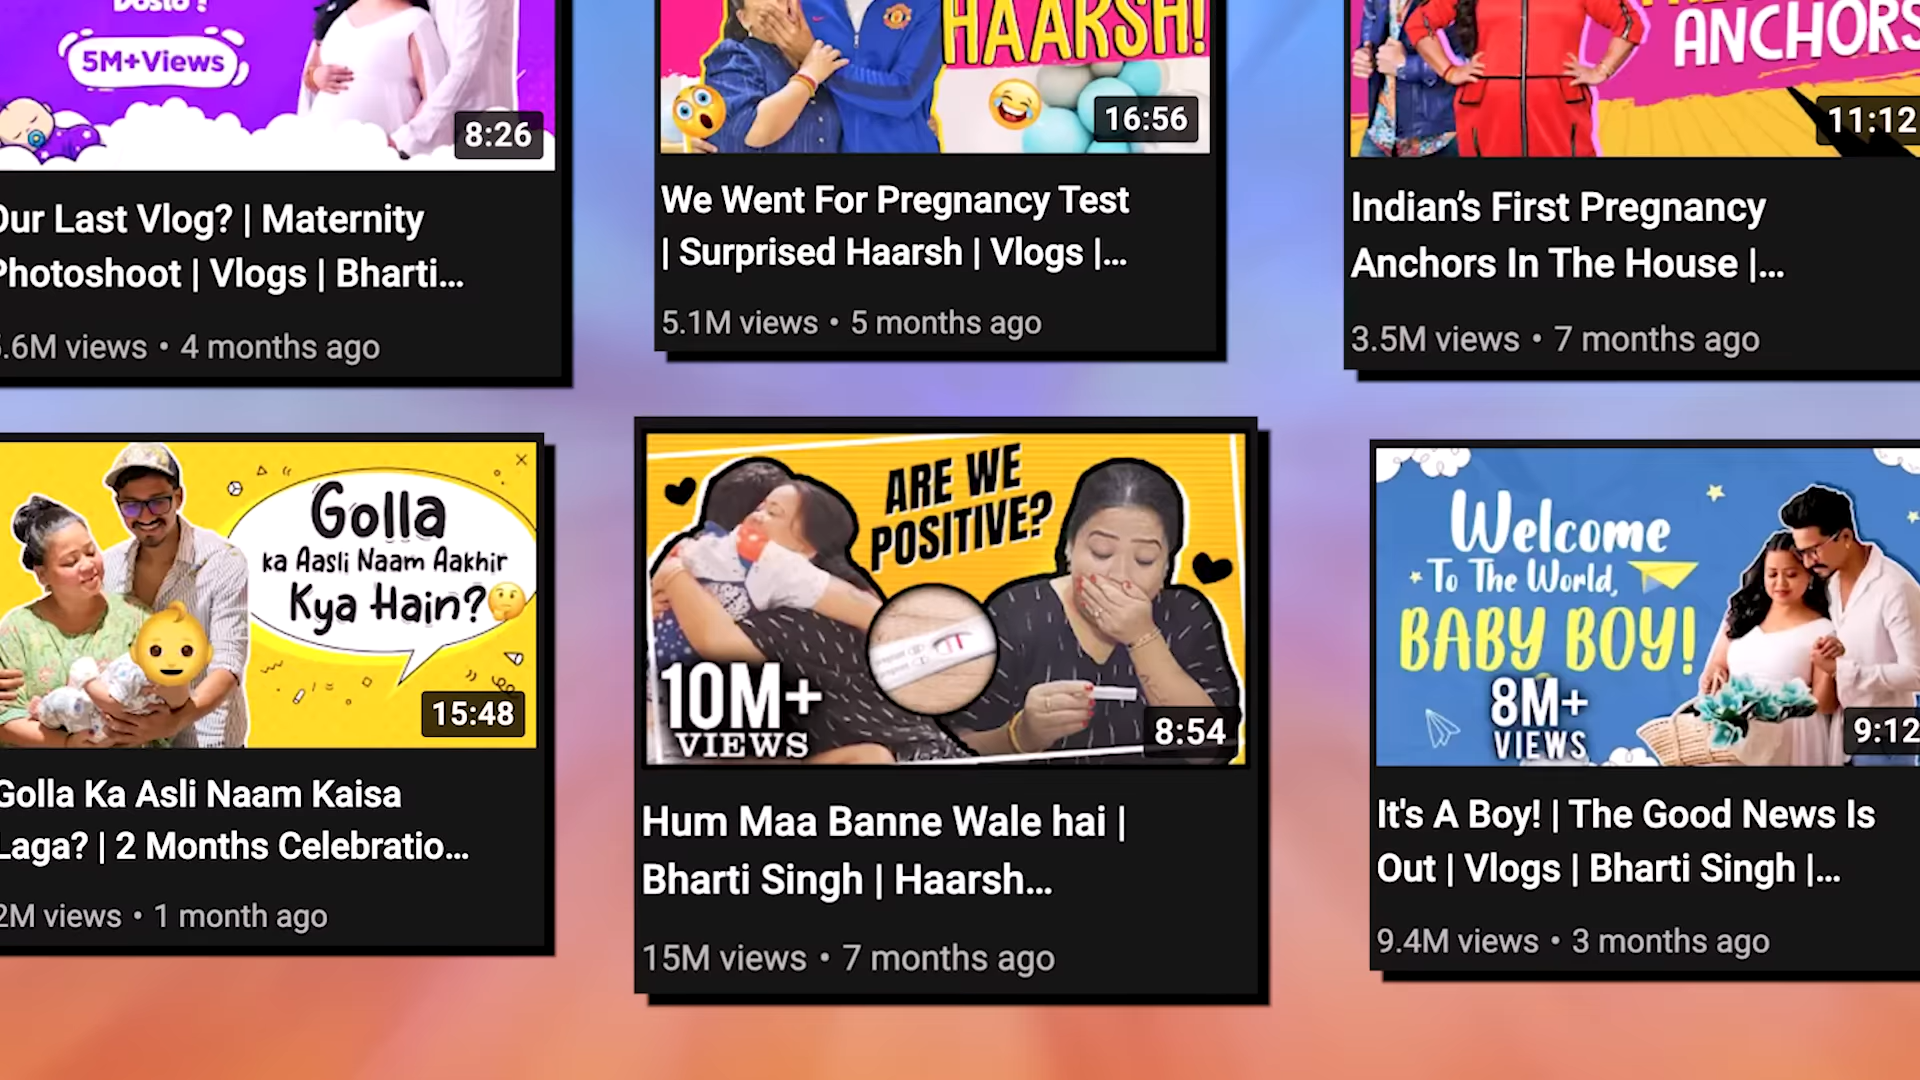 5M+Views
8:26
Our Last Vlog? | Maternity
Photoshoot | Vlogs | Bharti...
.6M views • 4 months ago
HAARSH!
16:56
We Went For Pregnancy Test
| Surprised Haarsh | Vlogs |...
5.1M views • 5 months ago
ANCHORS
11:12
Indian’s First Pregnancy
Anchors In The House |...
3.5M views • 7 months ago
Golla
ka Aasli Naam Aakhir
Kya Hain?
15:48
Golla Ka Asli Naam Kaisa
Laga? | 2 Months Celebratio...
2M views • 1 month ago
ARE WE
POSITIVE?
10M+
VIEWS
8:54
Hum Maa Banne Wale hai |
Bharti Singh | Haarsh...
15M views • 7 months ago
Welcome
To The World,
BABY BOY!
8M+
VIEWS
9:12
It's A Boy! | The Good News Is
Out | Vlogs | Bharti Singh |...
9.4M views • 3 months ago